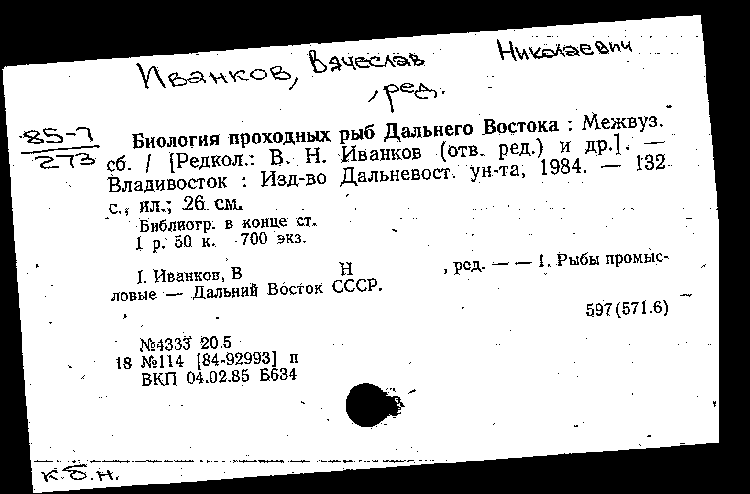 Иванков, Вячеслав Николаевич
, ред.
85-7
273
Биология проходных рыб Дальнего Востока : Межвуз.
сб. / [Редкол.: В. Н. Иванков (отв. ред.) и др.]. —
Владивосток : Изд-во Дальневост. ун-та, 1984. — 132
с., ил.; 26 см.
Библиогр. в конце ст.
1 р. 50 к. 700 экз.
I. Иванков, В Н , ред. — — 1. Рыбы промыс-
ловые — Дальний Восток СССР.
597(571.6)
№4333 20.5
18 №114 [84-92993] п
ВКП 04.02.85 Б634
к.б.н.